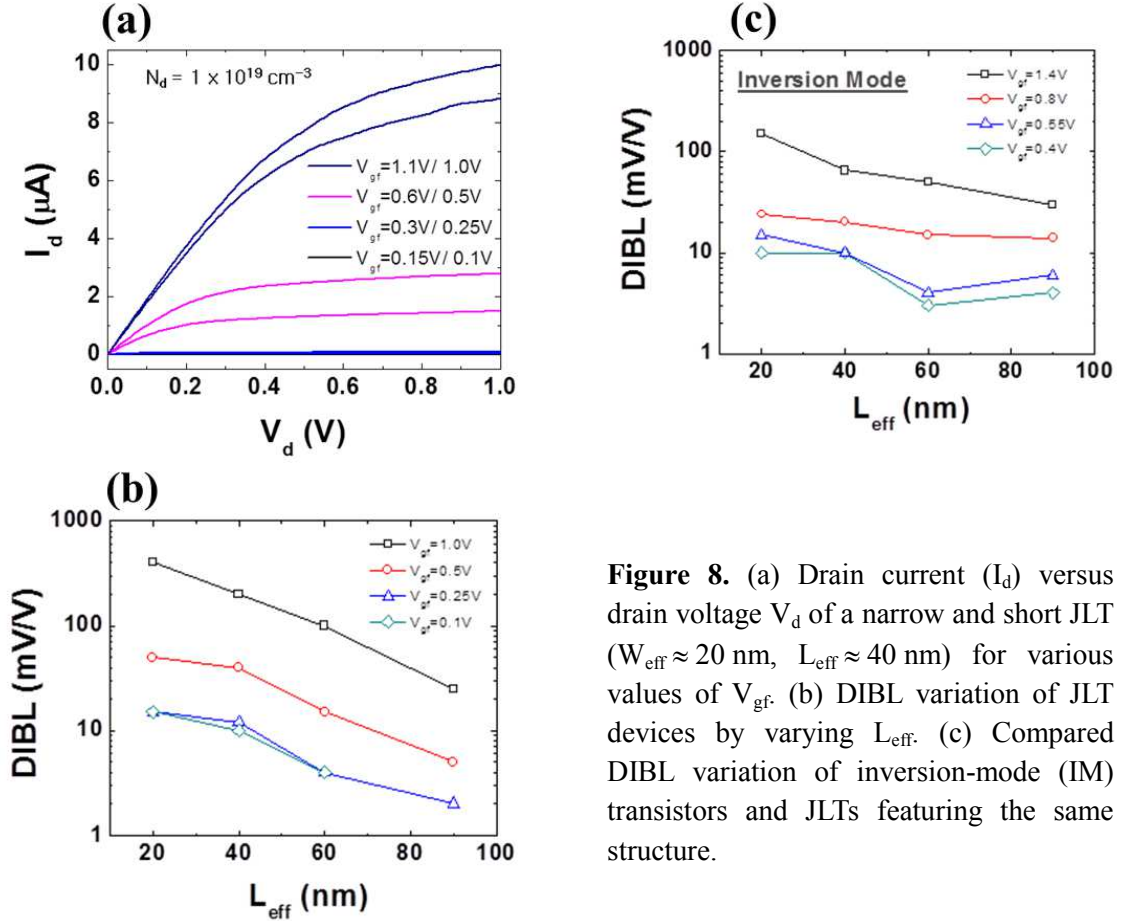 (a)
10
8
6
4
2
0
N_d = 1 x 10^19 cm^−3
V_gf=1.1V/ 1.0V
V_gf=0.6V/ 0.5V
V_gf=0.3V/ 0.25V
V_gf=0.15V/ 0.1V
I_d (μA)
0.0 0.2 0.4 0.6 0.8 1.0
V_d (V)
(c)
1000
100
10
1
Inversion Mode
V_gf=1.4V
V_gf=0.8V
V_gf=0.55V
V_gf=0.4V
DIBL (mV/V)
20 40 60 80 100
L_eff (nm)
(b)
1000
100
10
1
V_gf=1.0V
V_gf=0.5V
V_gf=0.25V
V_gf=0.1V
DIBL (mV/V)
20 40 60 80 100
L_eff (nm)
Figure 8. (a) Drain current (I_d) versus
drain voltage V_d of a narrow and short JLT
(W_eff ≈ 20 nm, L_eff ≈ 40 nm) for various
values of V_gf. (b) DIBL variation of JLT
devices by varying L_eff. (c) Compared
DIBL variation of inversion-mode (IM)
transistors and JLTs featuring the same
structure.